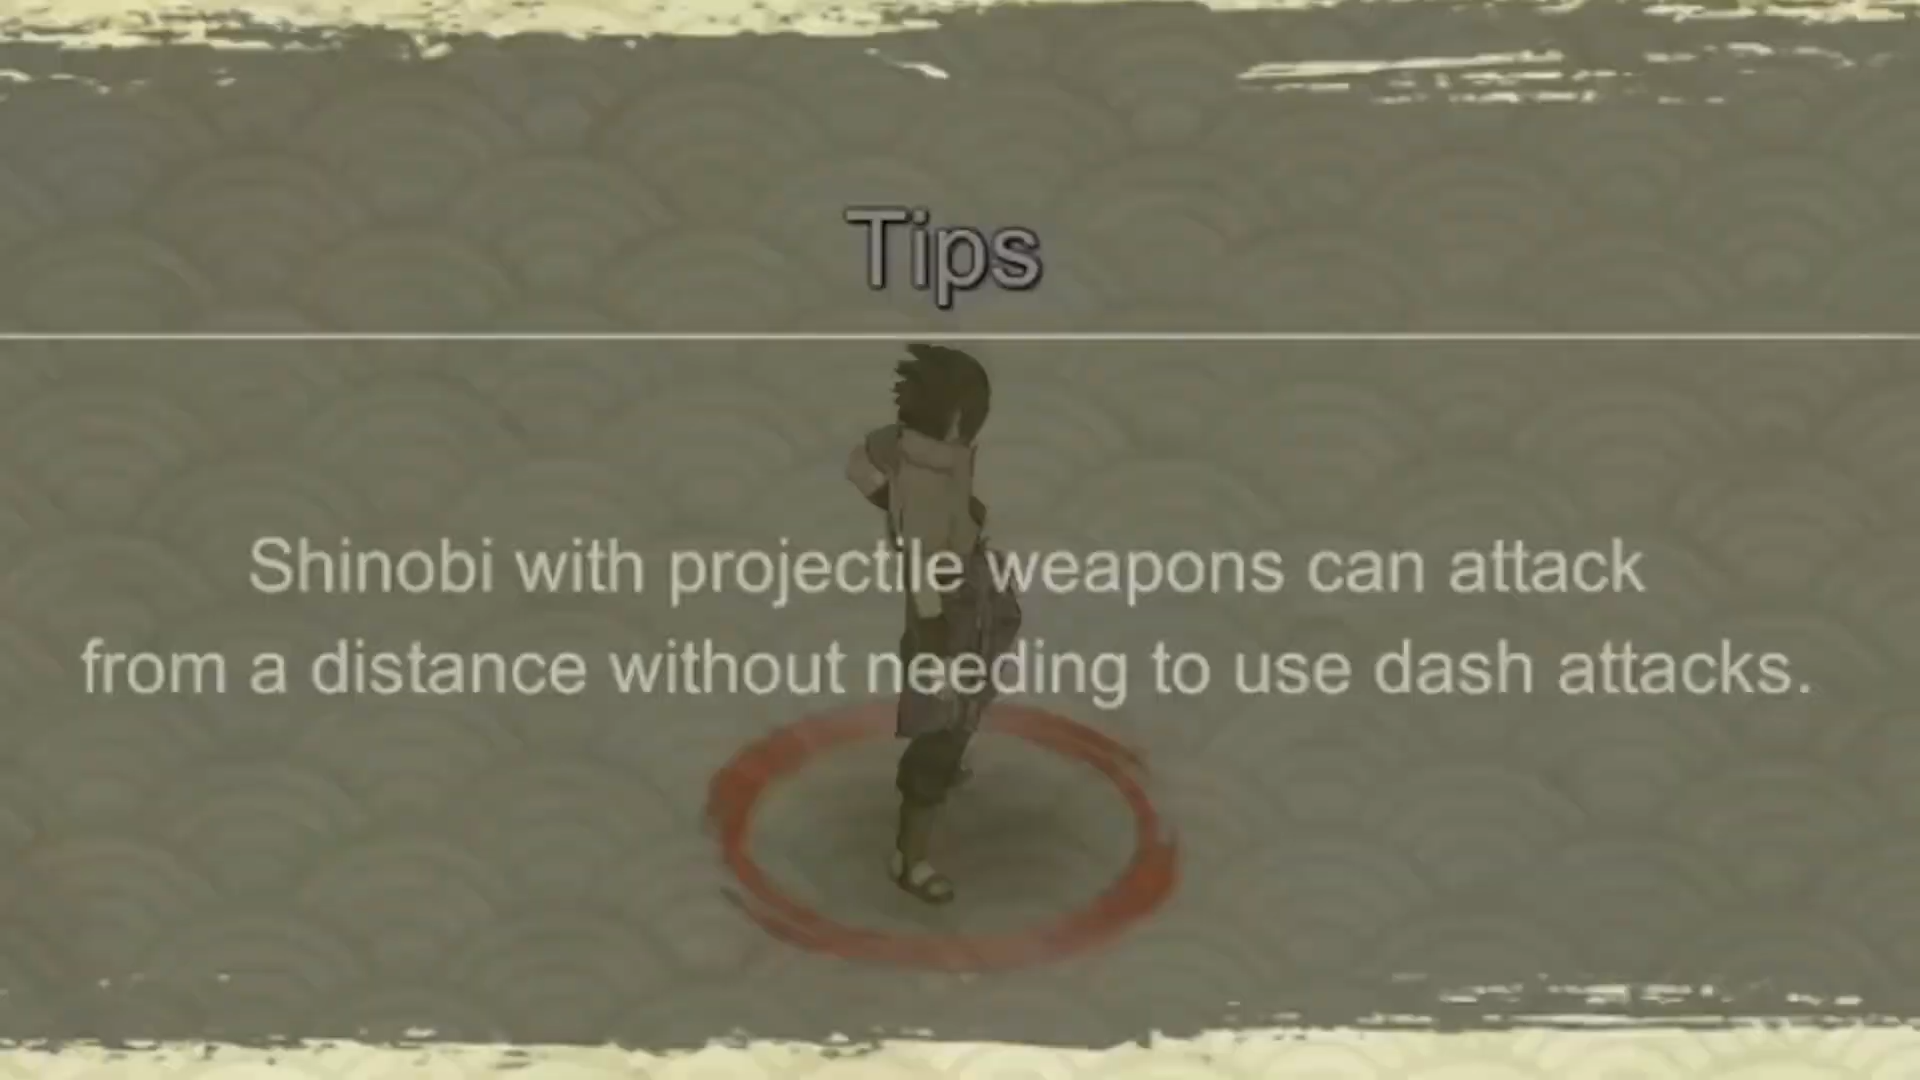 Tips
Shinobi with projectile weapons can attack
from a distance without needing to use dash attacks.